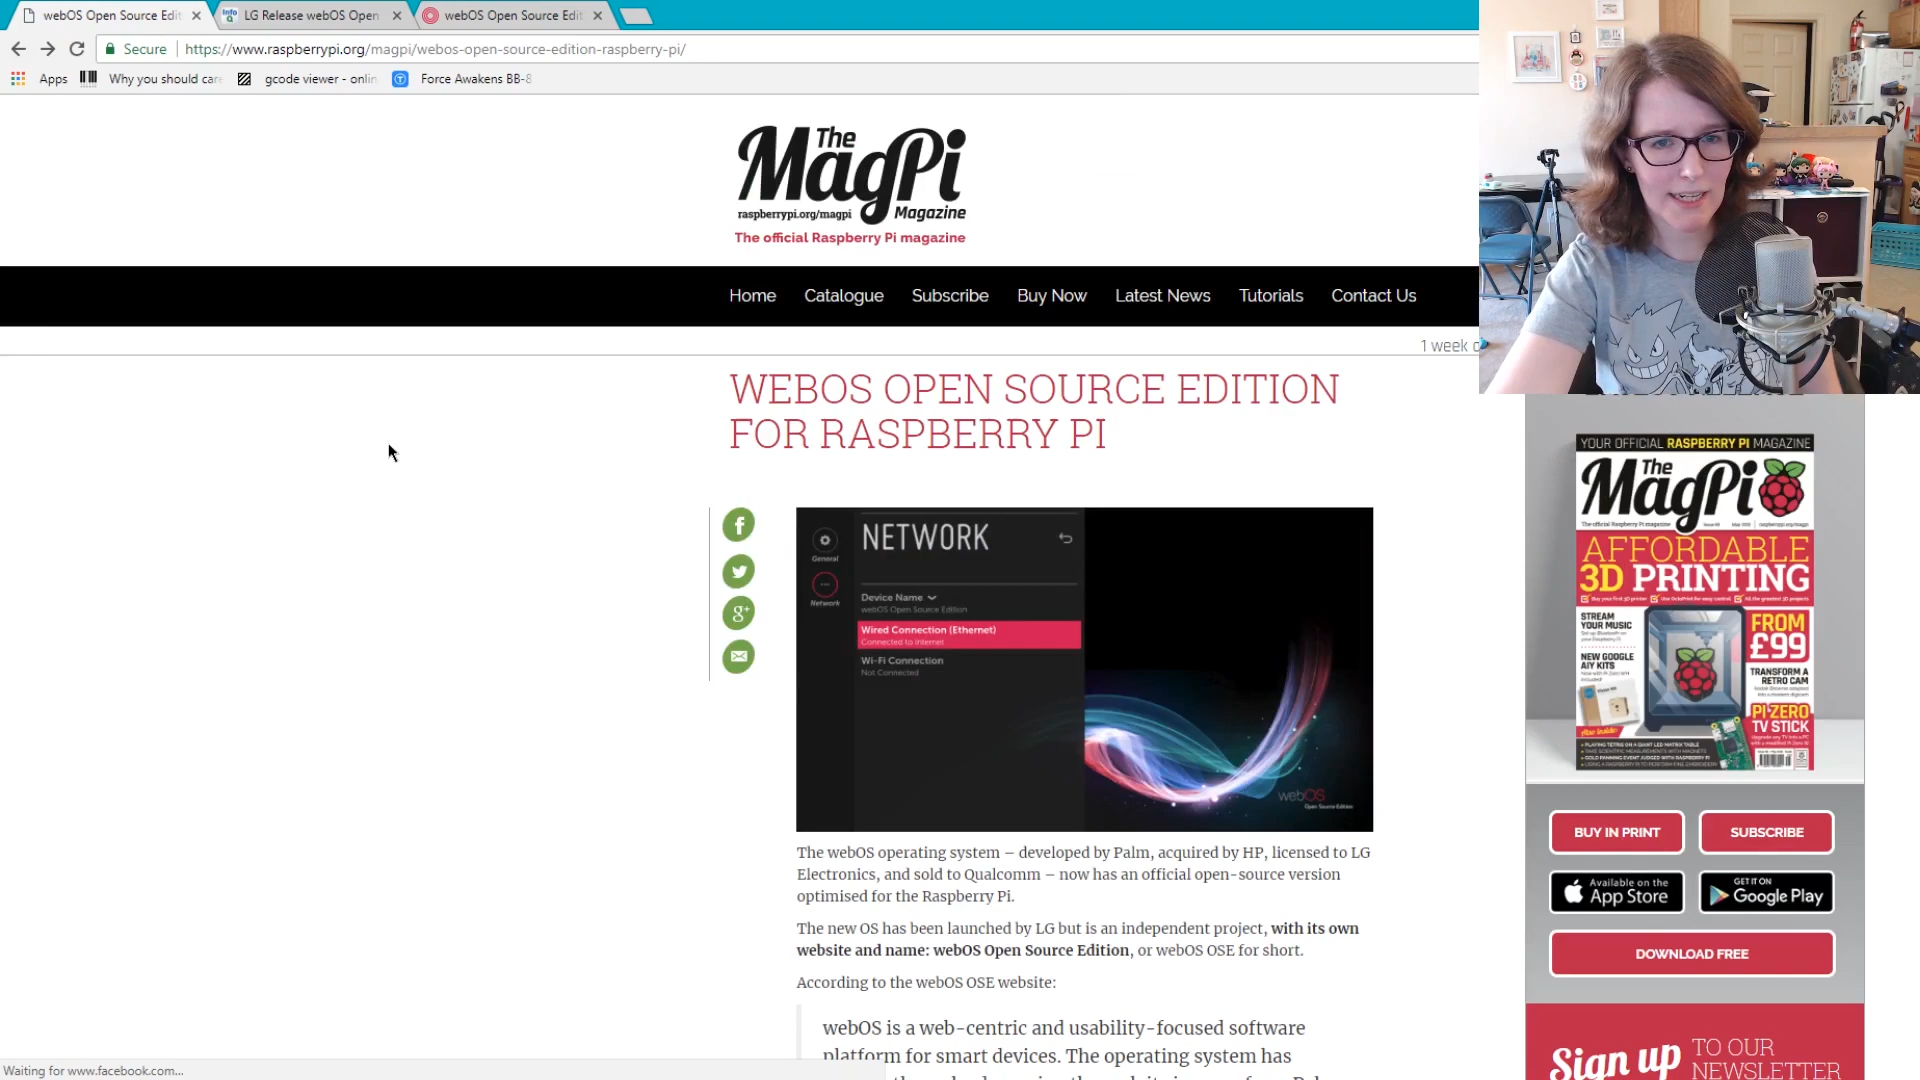 webOS Open Source Edit
LG Release webOS Open
webOS Open Source Edit
Secure
https://www.raspberrypi.org/magpi/webos-open-source-edition-raspberry-pi/
Apps
Why you should car
gcode viewer - onlin
Force Awakens BB-8
The
MagPi
raspberrypi.org/magpi
Magazine
The official Raspberry Pi magazine
Home
Catalogue
Subscribe
Buy Now
Latest News
Tutorials
Contact Us
1 week
WEBOS OPEN SOURCE EDITION
FOR RASPBERRY PI
NETWORK
General
Network
Device Name
webOS Open Source Edition
Wired Connection (Ethernet)
Connected to Internet
Wi-Fi Connection
Not Connected
webOS
Open Source Edition
The webOS operating system – developed by Palm, acquired by HP, licensed to LG
Electronics, and sold to Qualcomm – now has an official open-source version
optimised for the Raspberry Pi.
The new OS has been launched by LG but is an independent project, with its own
website and name: webOS Open Source Edition, or webOS OSE for short.
According to the webOS OSE website:
webOS is a web-centric and usability-focused software
platform for smart devices. The operating system has
YOUR OFFICIAL RASPBERRY PI MAGAZINE
The
MagPi
The official Raspberry Pi magazine
raspberrypi.org/magpi
AFFORDABLE
3D PRINTING
STREAM
YOUR MUSIC
NEW GOOGLE
AIY KITS
FROM
£99
TRANSFORM A
RETRO CAM
PI ZERO
TV STICK
BUY IN PRINT
SUBSCRIBE
Available on the
App Store
GET IT ON
Google Play
DOWNLOAD FREE
Sign up
TO OUR
NEWSLETTER
Waiting for www.facebook.com...